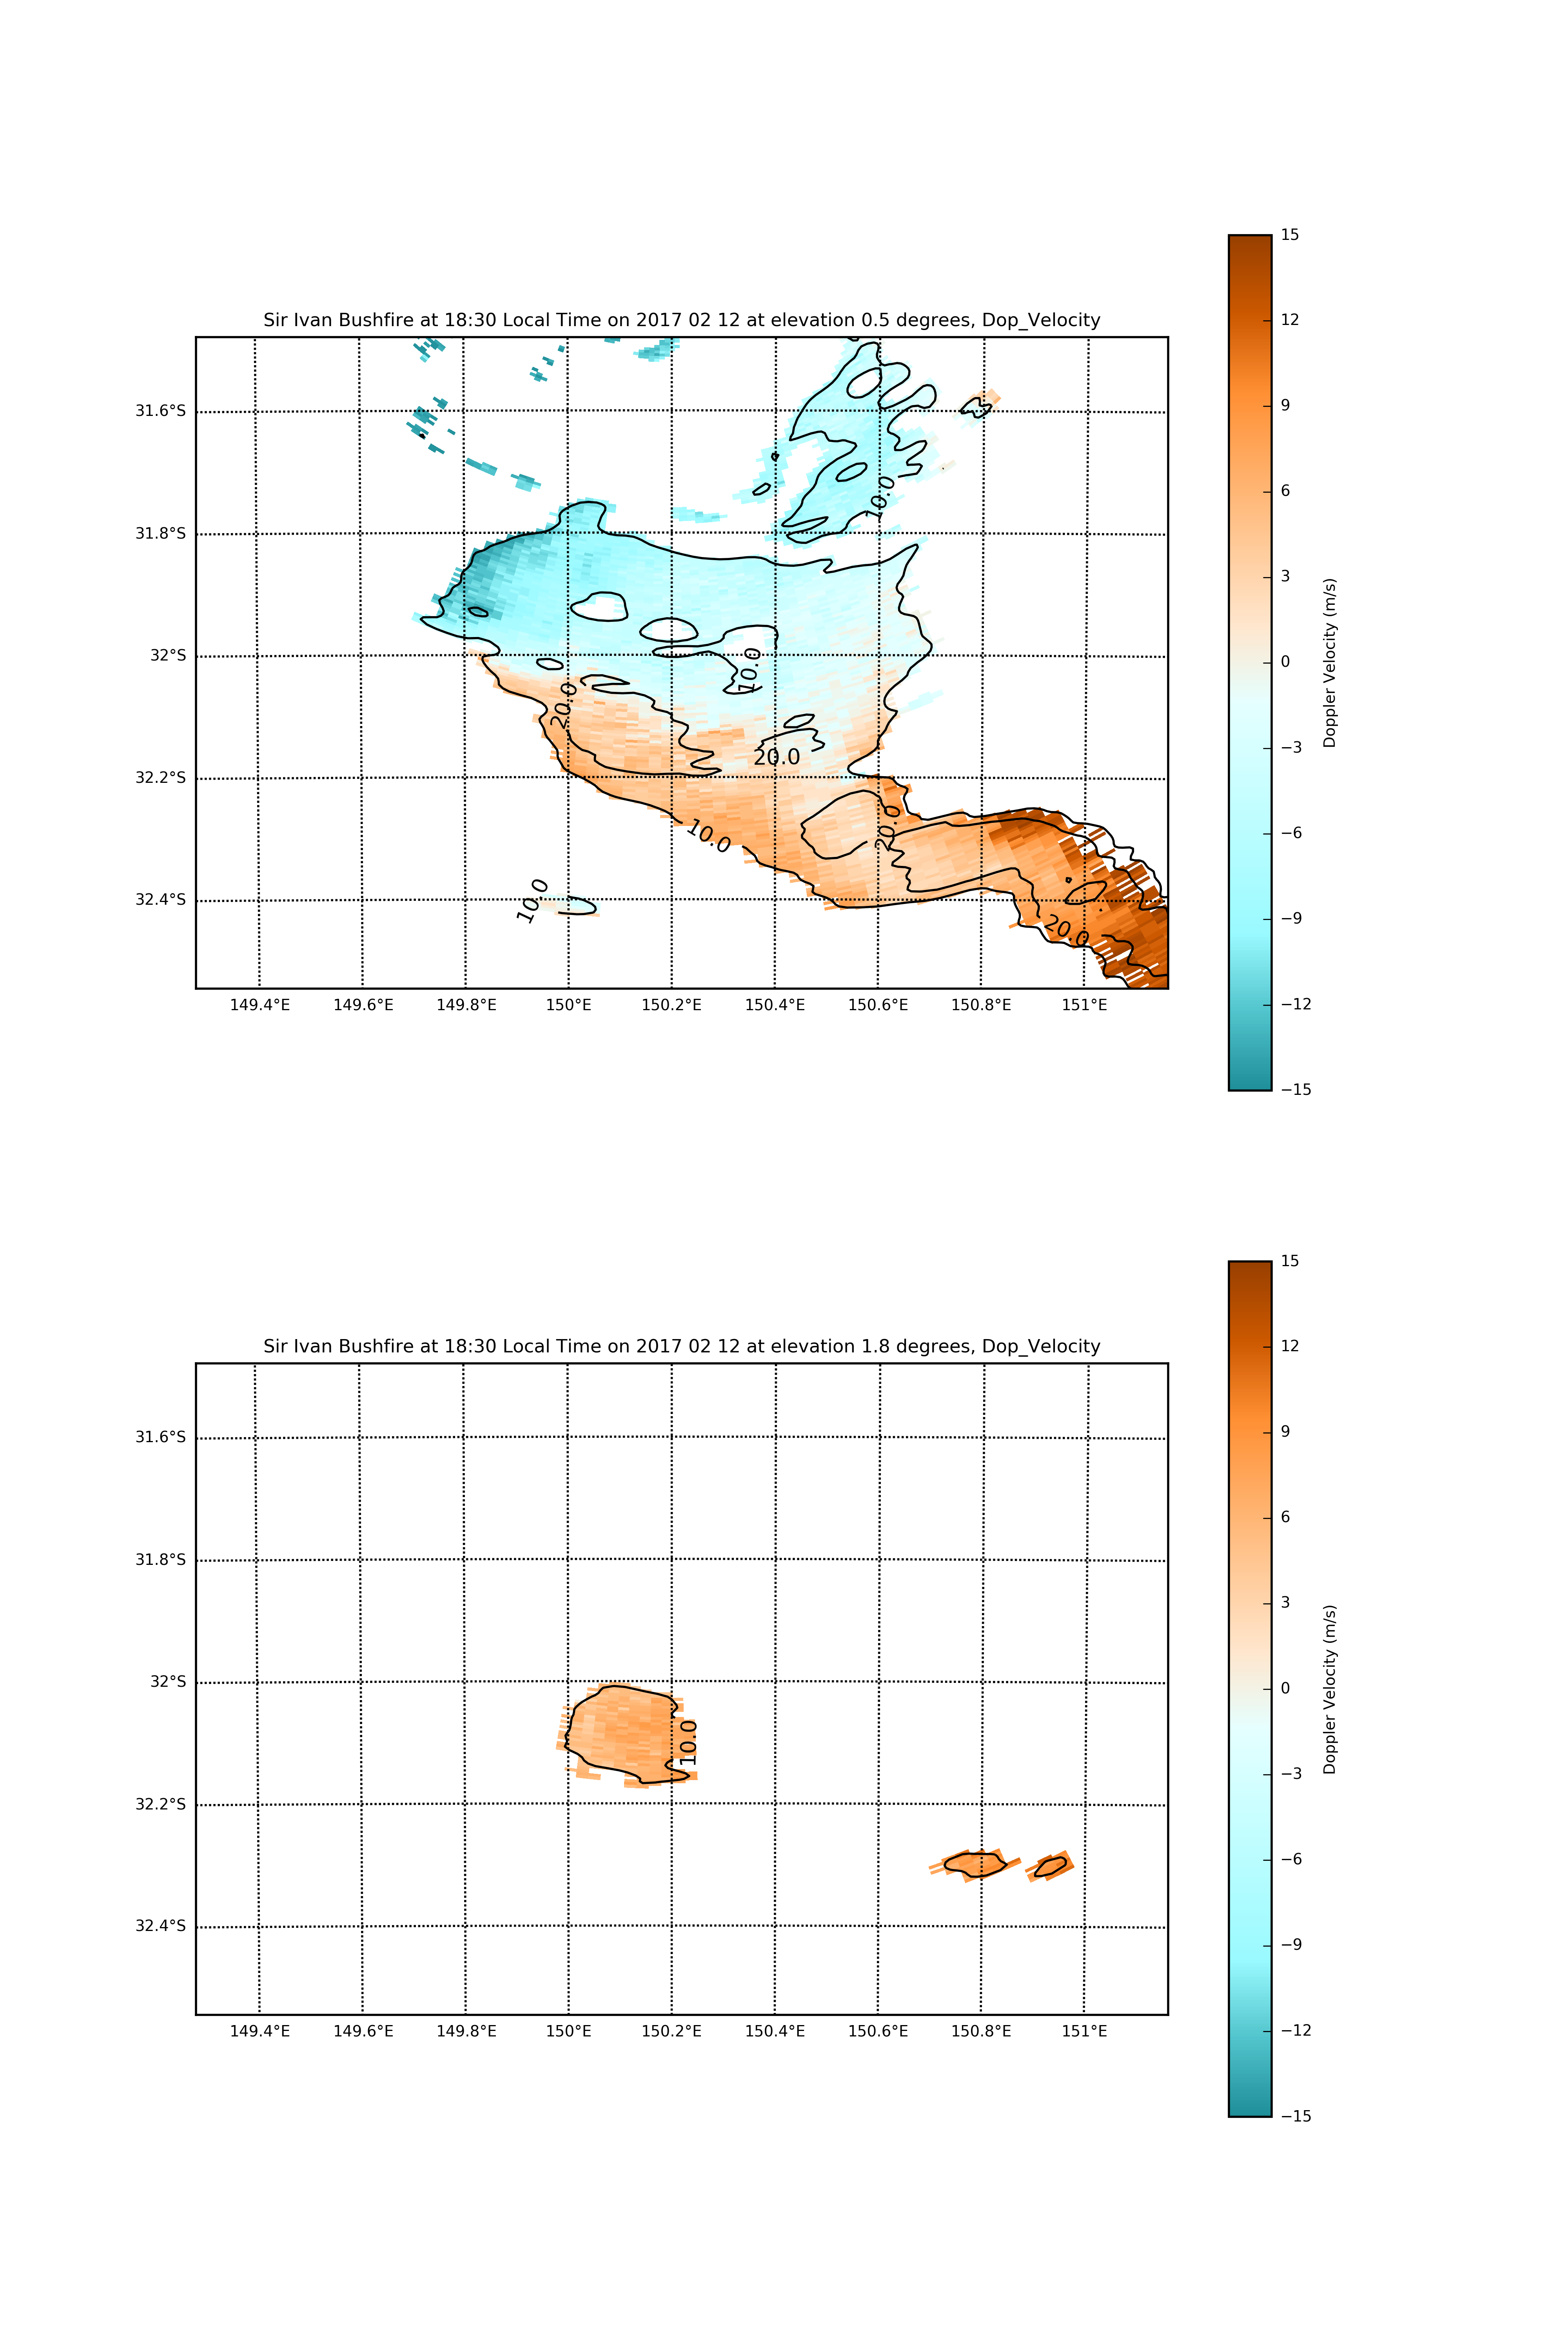 Sir Ivan Bushfire at 18:30 Local Time on 2017 02 12 at elevation 0.5 degrees, Dop_Velocity
31.6°S
31.8°S
32°S
32.2°S
32.4°S
149.4°E 149.6°E 149.8°E 150°E 150.2°E 150.4°E 150.6°E 150.8°E 151°E
10.0
10.0
20.0
20.0
20.0
10.0
10.0
20.0
15
12
9
6
3
0
−3
−6
−9
−12
−15
Doppler Velocity (m/s)
Sir Ivan Bushfire at 18:30 Local Time on 2017 02 12 at elevation 1.8 degrees, Dop_Velocity
31.6°S
31.8°S
32°S
32.2°S
32.4°S
149.4°E 149.6°E 149.8°E 150°E 150.2°E 150.4°E 150.6°E 150.8°E 151°E
10.0
15
12
9
6
3
0
−3
−6
−9
−12
−15
Doppler Velocity (m/s)